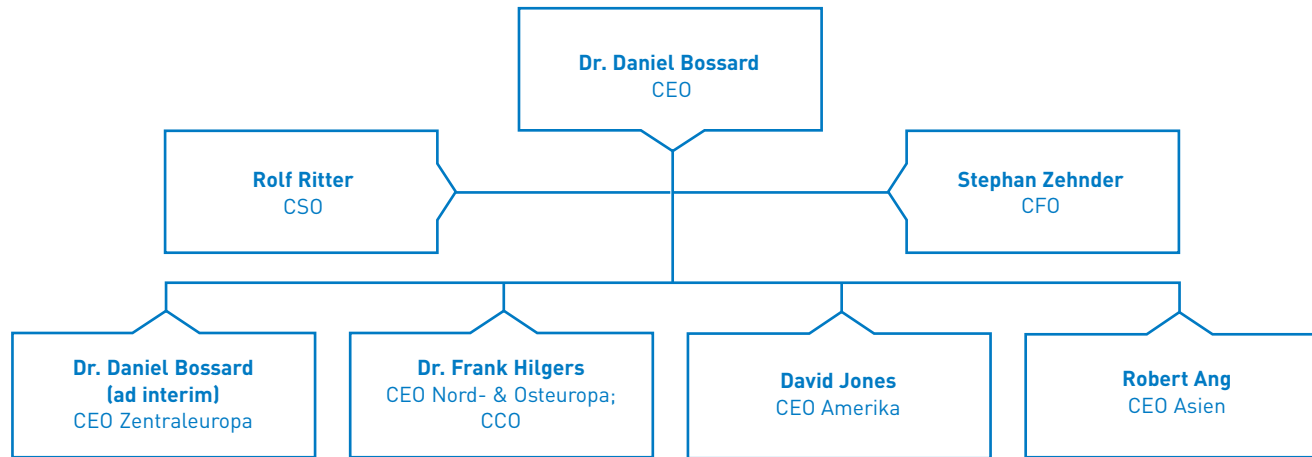 Dr. Daniel Bossard
CEO
Rolf Ritter
CSO
Stephan Zehnder
CFO
Dr. Daniel Bossard
(ad interim)
CEO Zentraleuropa
Dr. Frank Hilgers
CEO Nord- & Osteuropa;
CCO
David Jones
CEO Amerika
Robert Ang
CEO Asien